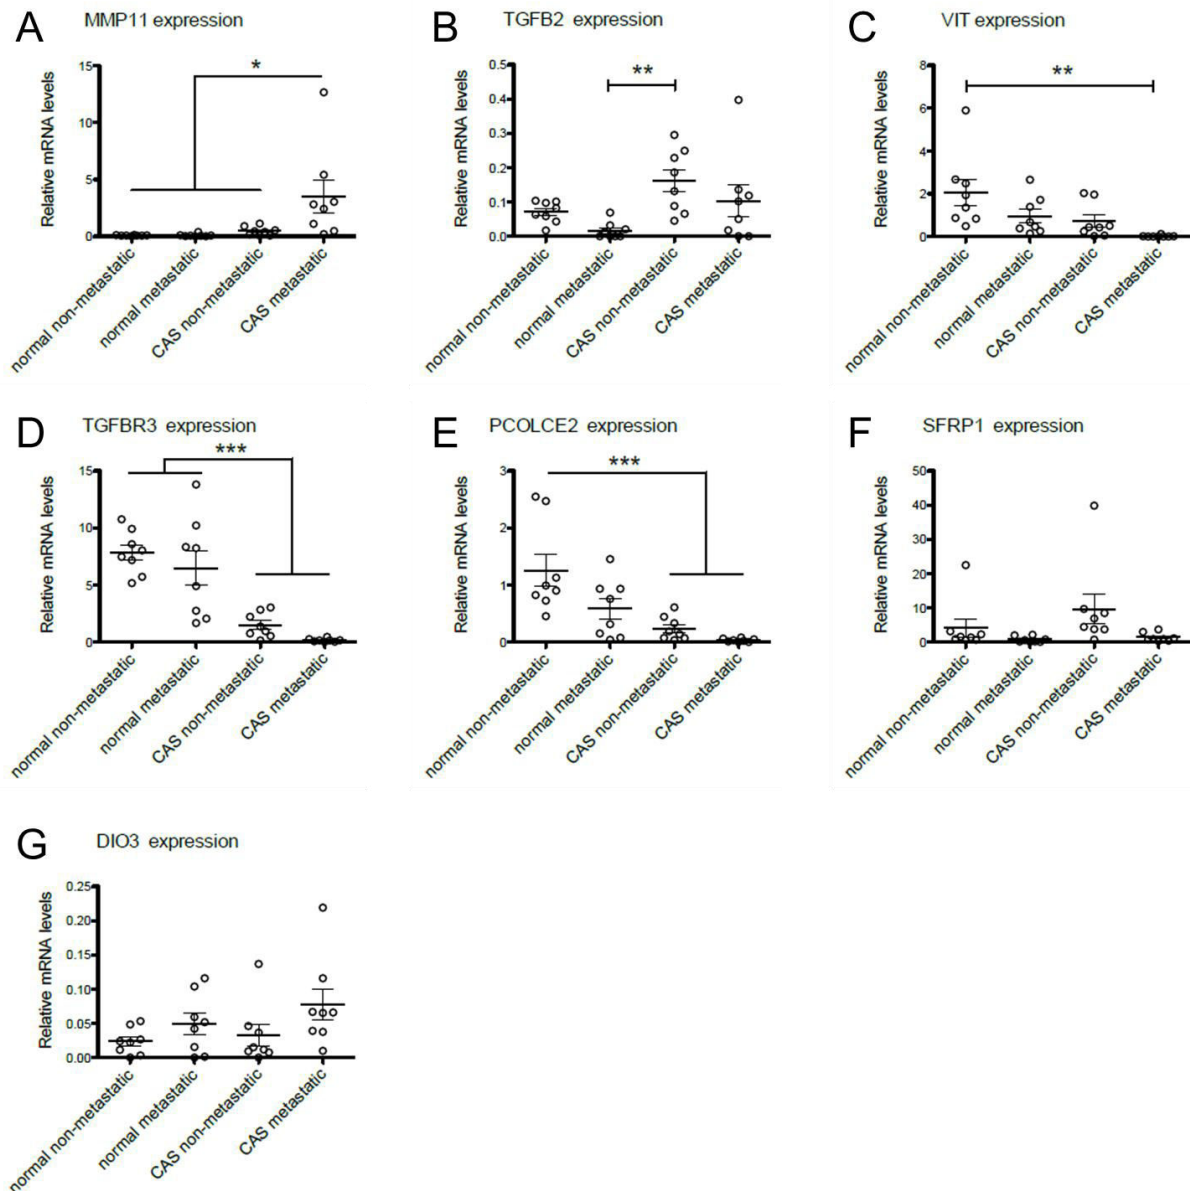 A MMP11 expression
Relative mRNA levels
15
10
5
0
*
normal non-metastatic
normal metastatic
CAS non-metastatic
CAS metastatic
B TGFB2 expression
Relative mRNA levels
0.5
0.4
0.3
0.2
0.1
0.0
**
normal non-metastatic
normal metastatic
CAS non-metastatic
CAS metastatic
C VIT expression
Relative mRNA levels
8
6
4
2
0
**
normal non-metastatic
normal metastatic
CAS non-metastatic
CAS metastatic
D TGFBR3 expression
Relative mRNA levels
15
10
5
0
***
normal non-metastatic
normal metastatic
CAS non-metastatic
CAS metastatic
E PCOLCE2 expression
Relative mRNA levels
3
2
1
0
***
normal non-metastatic
normal metastatic
CAS non-metastatic
CAS metastatic
F SFRP1 expression
Relative mRNA levels
50
40
30
20
10
0
normal non-metastatic
normal metastatic
CAS non-metastatic
CAS metastatic
G DIO3 expression
Relative mRNA levels
0.25
0.20
0.15
0.10
0.05
0.00
normal non-metastatic
normal metastatic
CAS non-metastatic
CAS metastatic